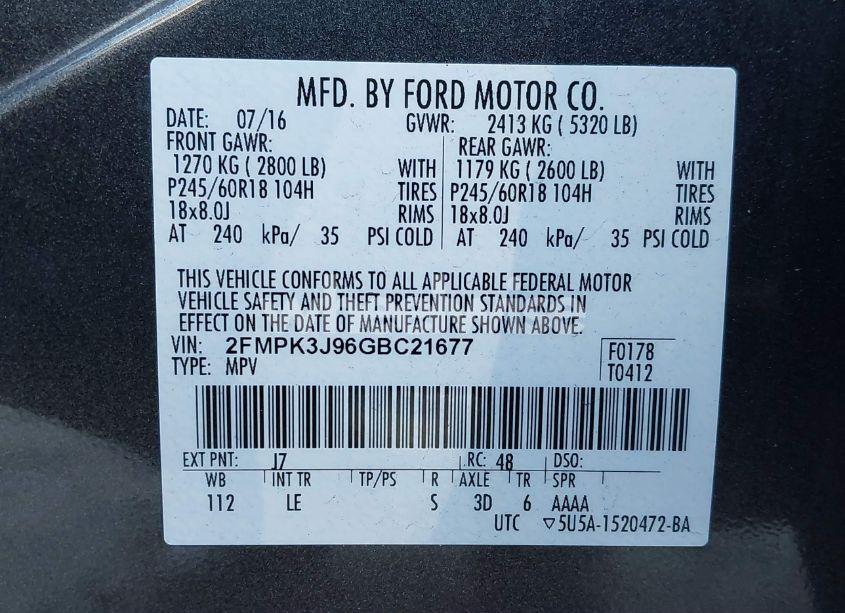 MFD. BY FORD MOTOR CO.
DATE: 07/16 GVWR: 2413 KG ( 5320 LB)
FRONT GAWR: REAR GAWR:
1270 KG ( 2800 LB) WITH 1179 KG ( 2600 LB) WITH
P245/60R18 104H TIRES P245/60R18 104H TIRES
18x8.0J RIMS 18x8.0J RIMS
AT 240 kPa/ 35 PSI COLD AT 240 kPa/ 35 PSI COLD
THIS VEHICLE CONFORMS TO ALL APPLICABLE FEDERAL MOTOR
VEHICLE SAFETY AND THEFT PREVENTION STANDARDS IN
EFFECT ON THE DATE OF MANUFACTURE SHOWN ABOVE.
VIN: 2FMPK3J96GBC21677 F0178
TYPE: MPV T0412
EXT PNT: J7 RC: 48 DSO:
WB INT TR TP/PS R AXLE TR SPR
112 LE S 3D 6 AAAA
UTC ▽5U5A-1520472-BA